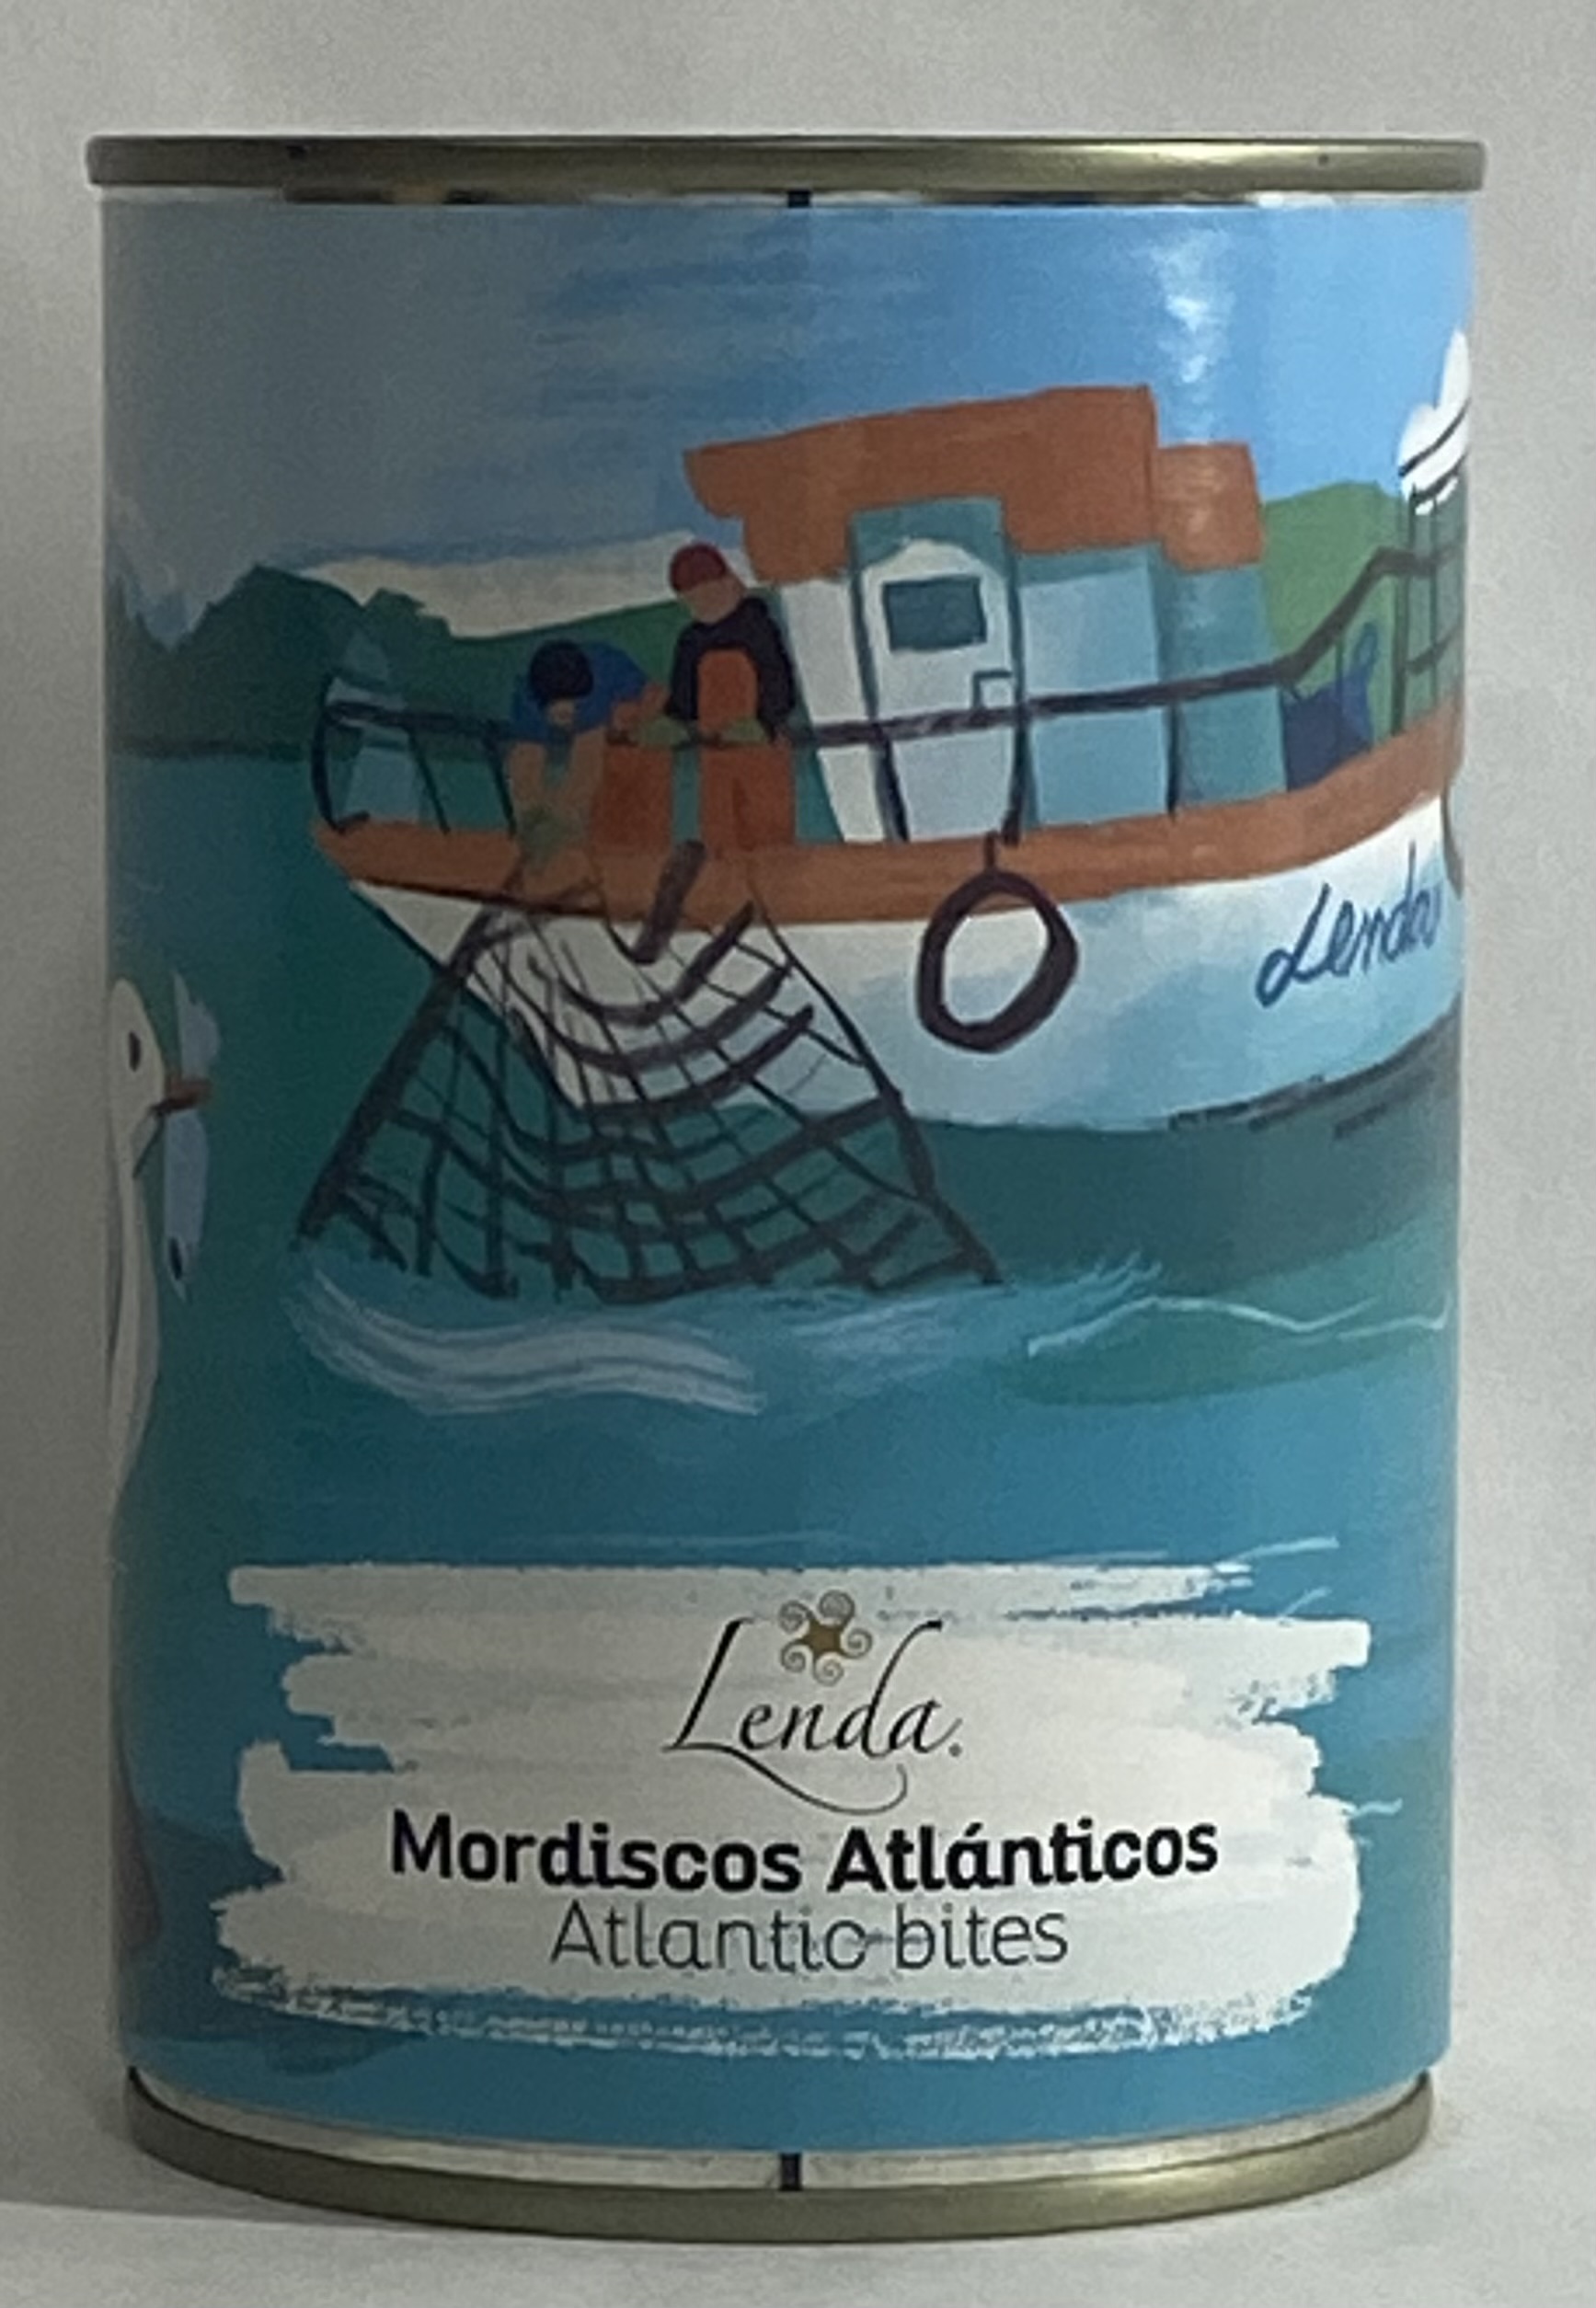 Lenda
Lenda
Mordiscos Atlánticos
Atlantic bites